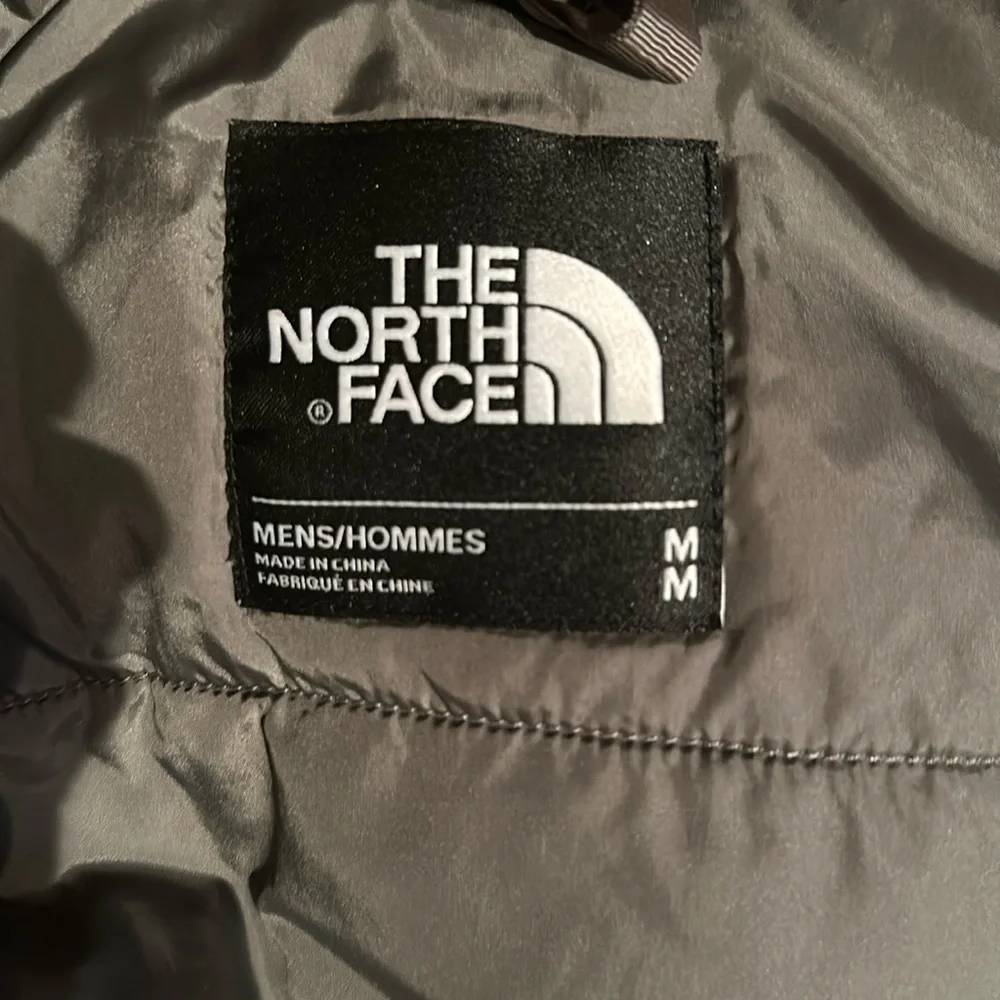 THE
NORTH
®FACE
MENS/HOMMES M
MADE IN CHINA
FABRIQUÉ EN CHINE M